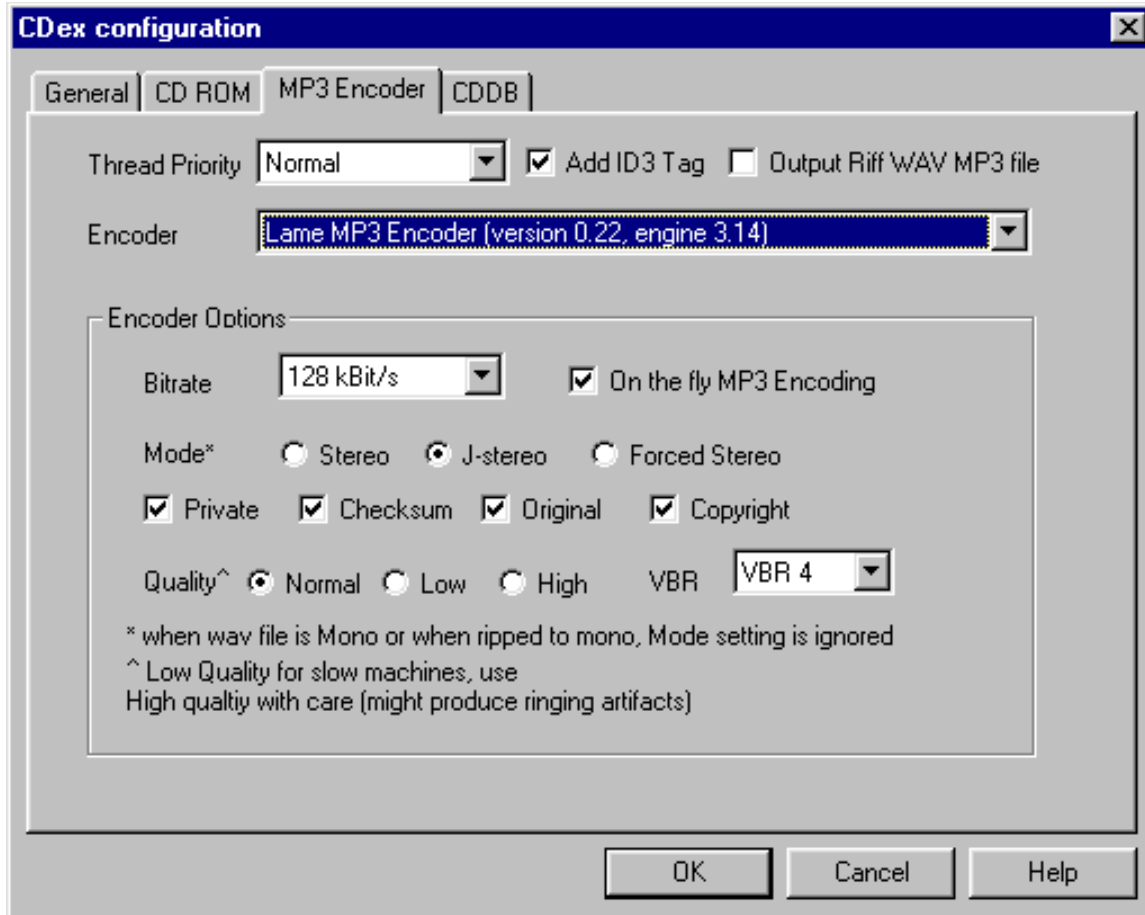 CDex configuration
General CD ROM MP3 Encoder CDDB
Thread Priority Normal Add ID3 Tag Output Riff WAV MP3 file
Encoder Lame MP3 Encoder (version 0.22, engine 3.14)
Encoder Options
Bitrate 128 kBit/s On the fly MP3 Encoding
Mode* Stereo J-stereo Forced Stereo
Private Checksum Original Copyright
Quality^ Normal Low High VBR VBR 4
* when wav file is Mono or when ripped to mono, Mode setting is ignored
^ Low Quality for slow machines, use
High qualtiy with care (might produce ringing artifacts)
OK Cancel Help